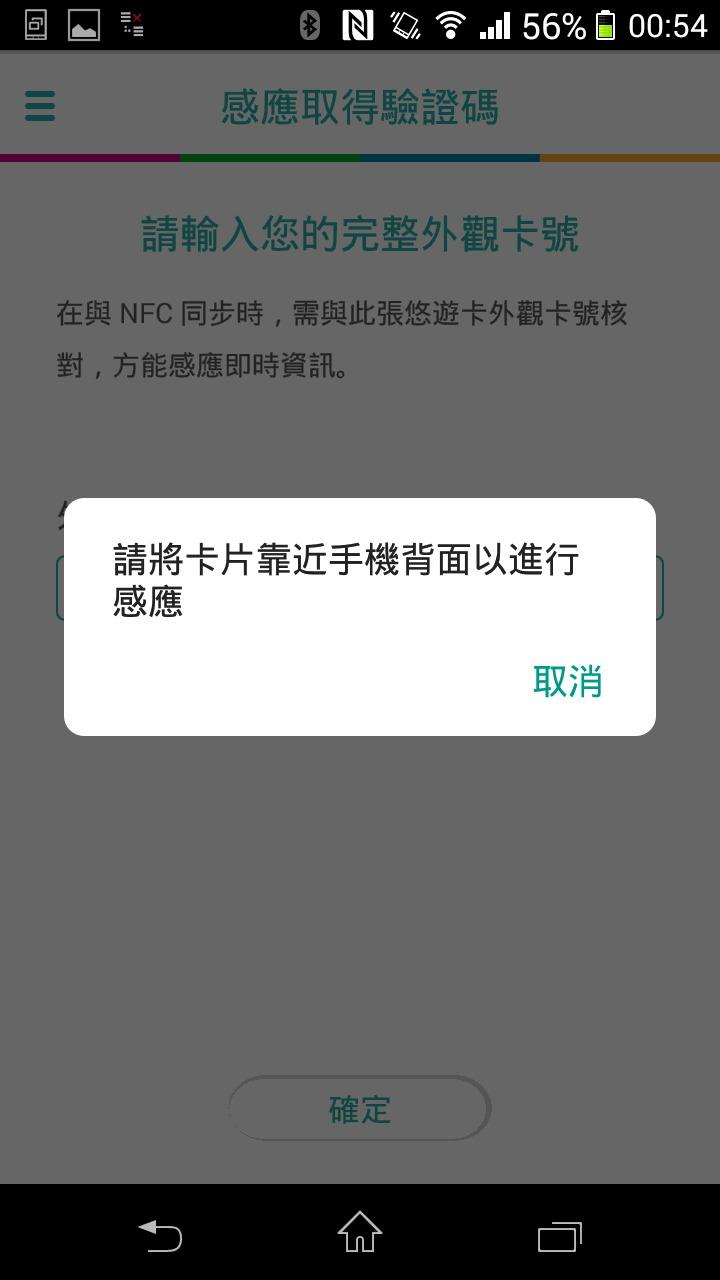 56% 00:54
感應取得驗證碼
請輸入您的完整外觀卡號
在與 NFC 同步時，需與此張悠遊卡外觀卡號核
對，方能感應即時資訊。
請將卡片靠近手機背面以進行
感應
取消
確定